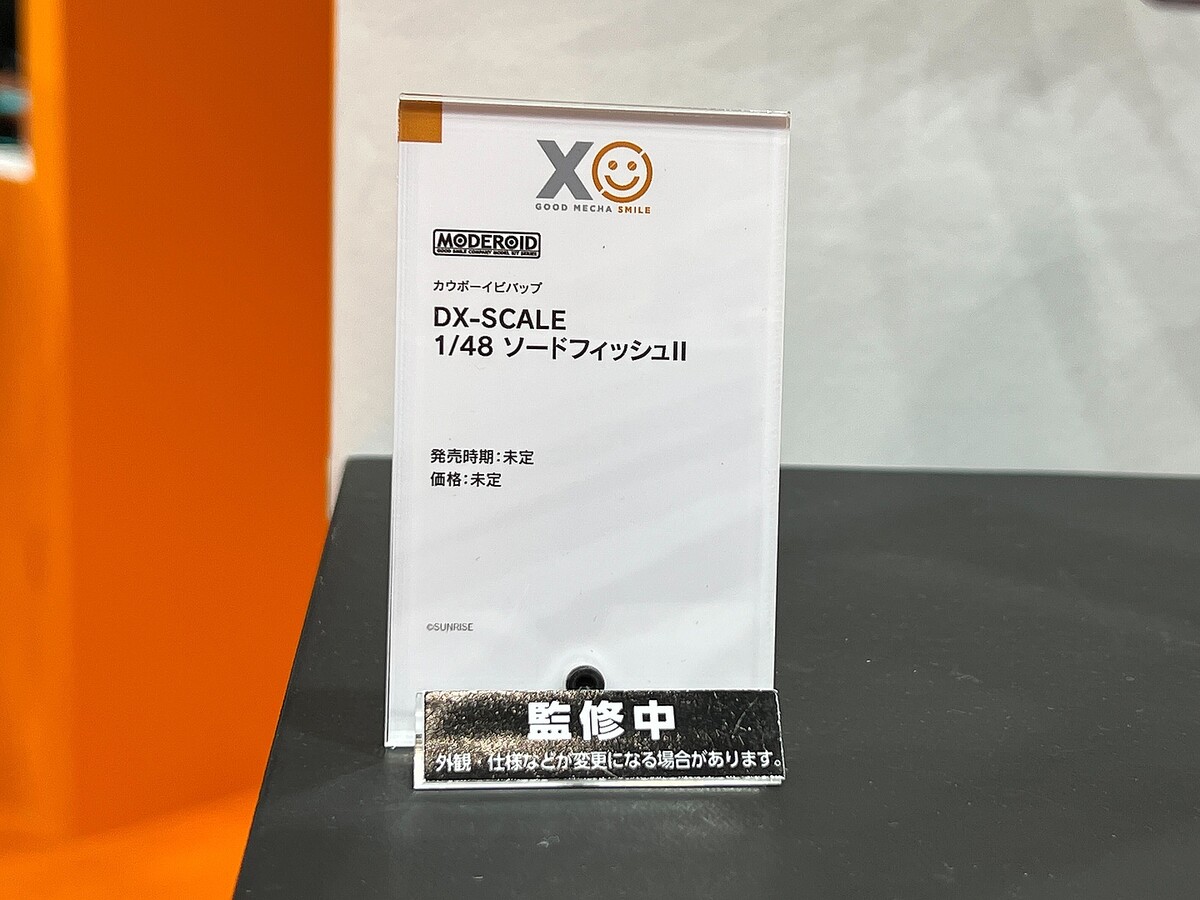 X
GOOD MECHA SMILE
MODEROID
GOOD SMILE COMPANY MODEL KIT SERIES
カウボーイビバップ
DX-SCALE
1/48 ソードフィッシュII
発売時期：未定
価格：未定
©SUNRISE
監修中
外観・仕様などが変更になる場合があります。